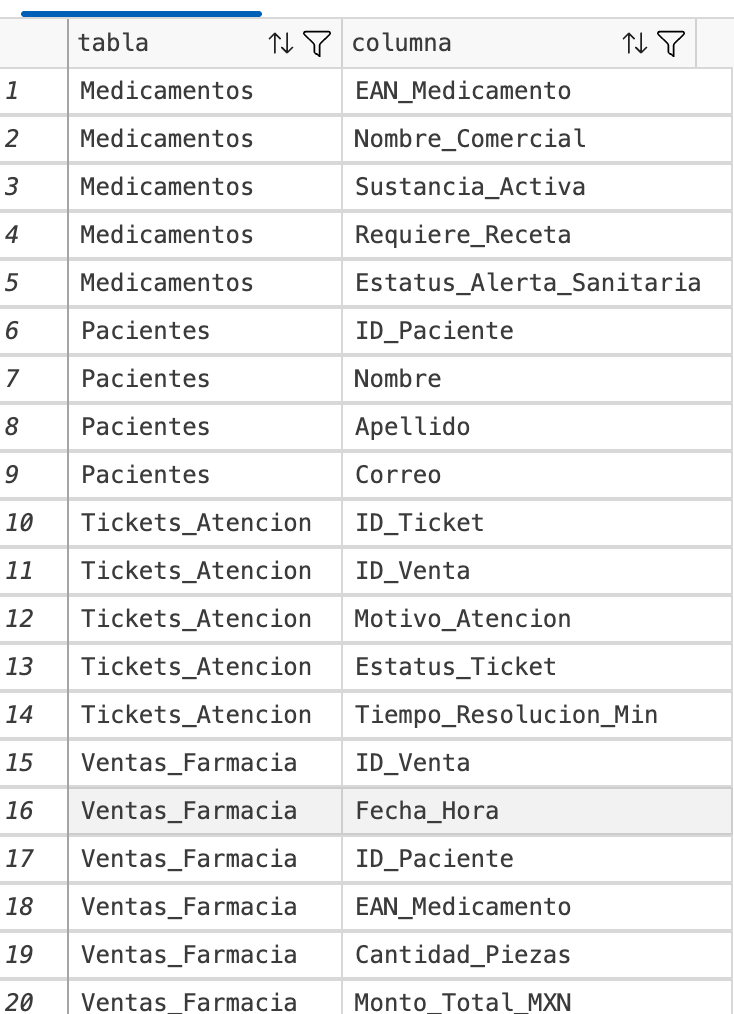 tabla columna
1 Medicamentos EAN_Medicamento
2 Medicamentos Nombre_Comercial
3 Medicamentos Sustancia_Activa
4 Medicamentos Requiere_Receta
5 Medicamentos Estatus_Alerta_Sanitaria
6 Pacientes ID_Paciente
7 Pacientes Nombre
8 Pacientes Apellido
9 Pacientes Correo
10 Tickets_Atencion ID_Ticket
11 Tickets_Atencion ID_Venta
12 Tickets_Atencion Motivo_Atencion
13 Tickets_Atencion Estatus_Ticket
14 Tickets_Atencion Tiempo_Resolucion_Min
15 Ventas_Farmacia ID_Venta
16 Ventas_Farmacia Fecha_Hora
17 Ventas_Farmacia ID_Paciente
18 Ventas_Farmacia EAN_Medicamento
19 Ventas_Farmacia Cantidad_Piezas
20 Ventas_Farmacia Monto_Total_MXN